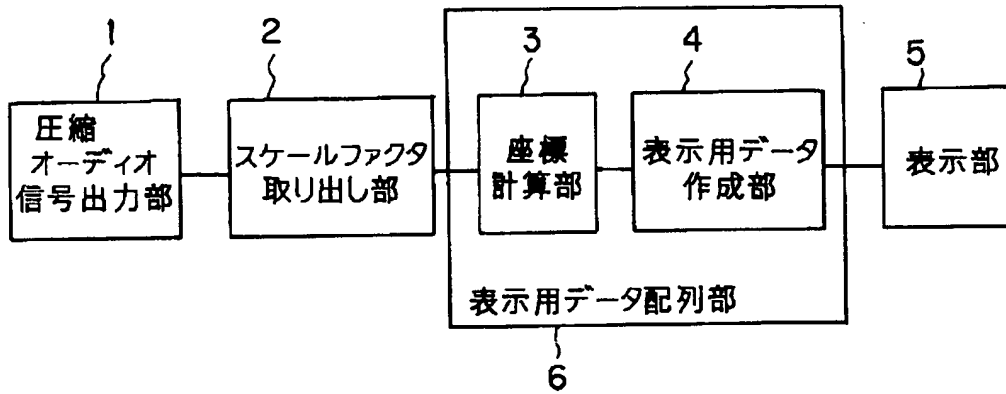 1
圧縮
オーディオ
信号出力部
2
スケールファクタ
取り出し部
3
座標
計算部
4
表示用データ
作成部
5
表示部
表示用データ配列部
6